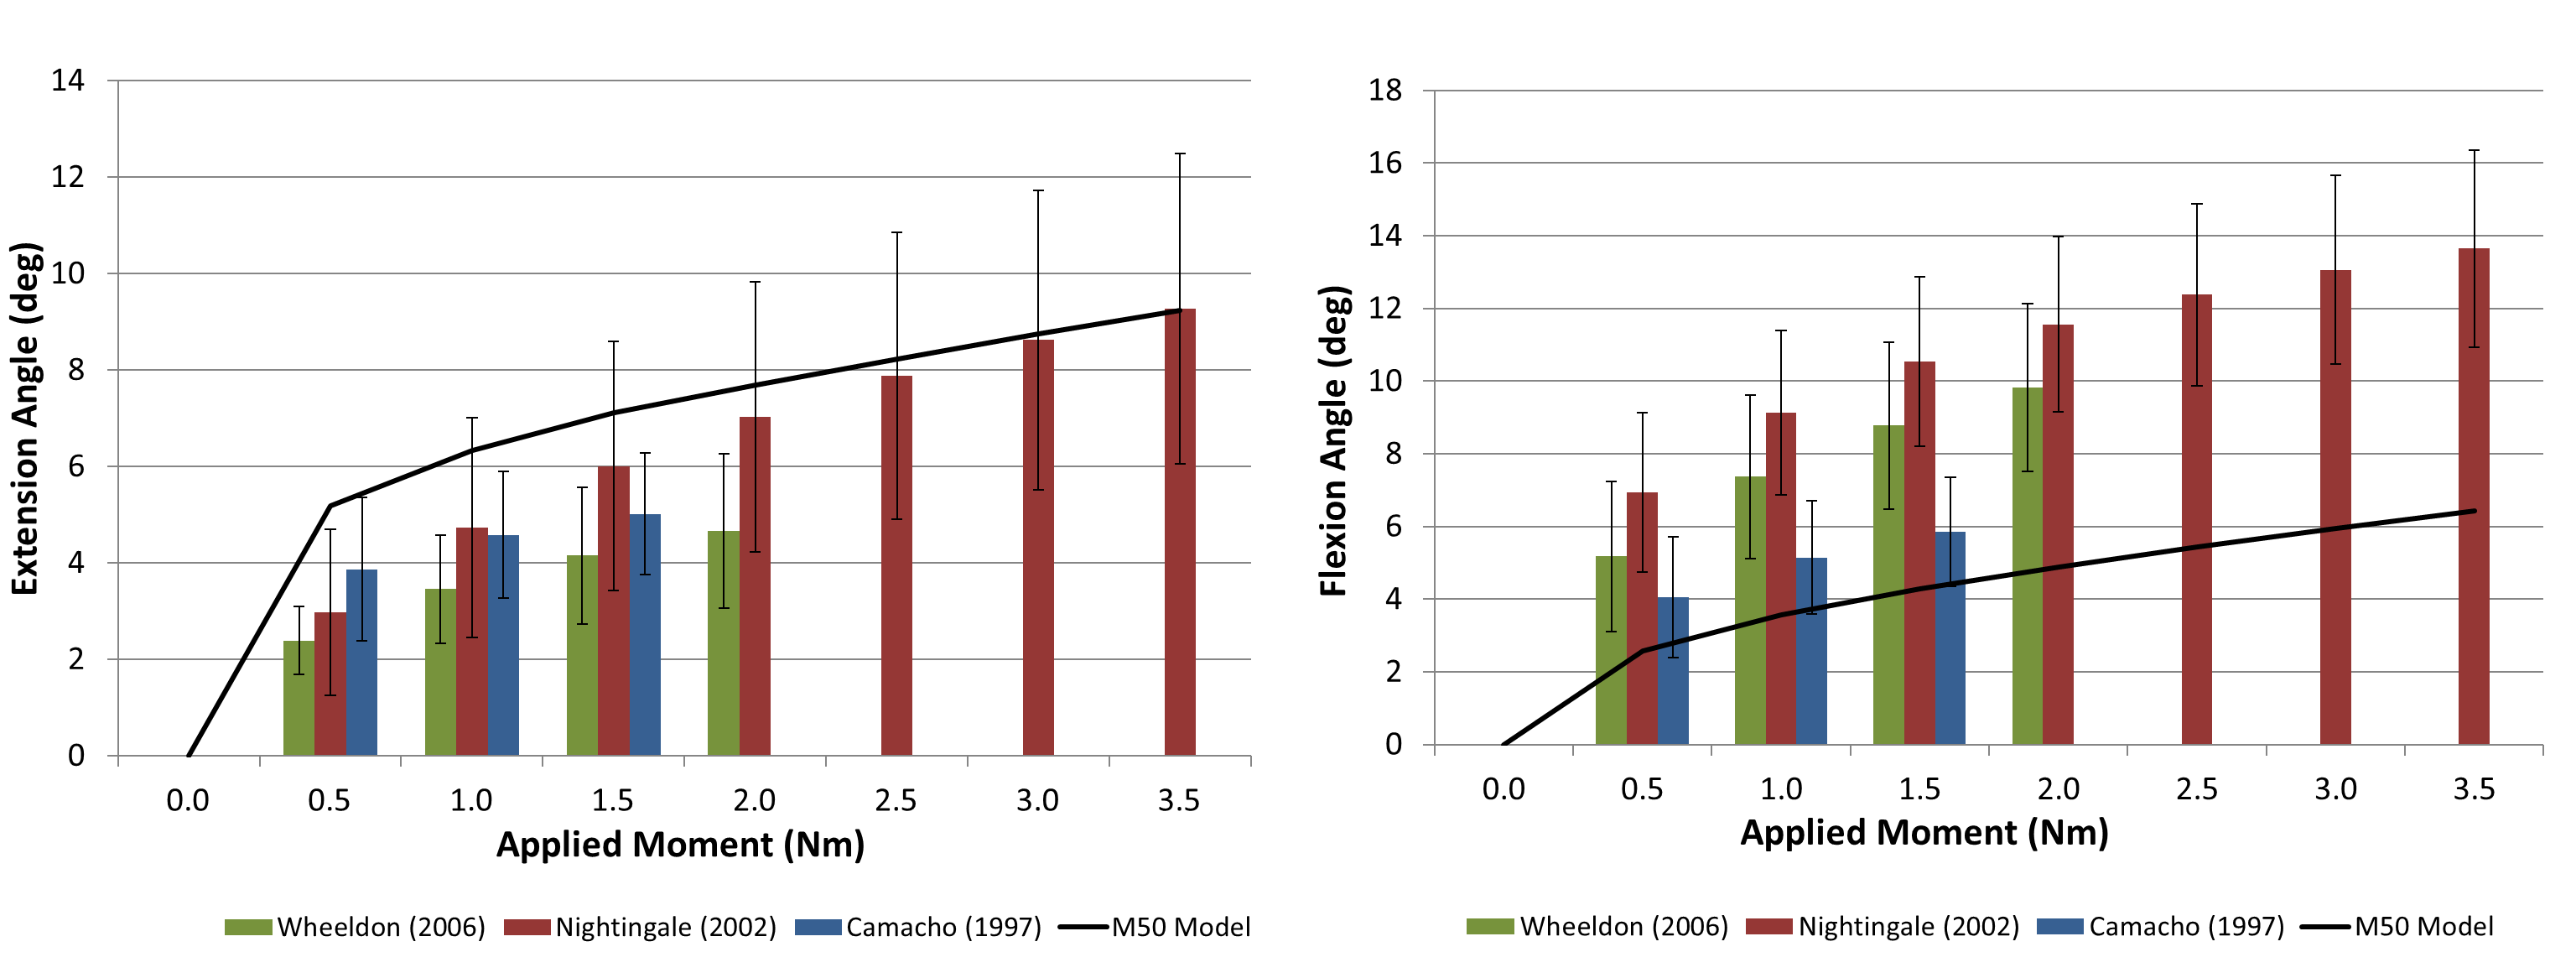 14
12
10
8
6
4
2
0
Extension Angle (deg)
0.0 0.5 1.0 1.5 2.0 2.5 3.0 3.5
Applied Moment (Nm)
Wheeldon (2006) Nightingale (2002) Camacho (1997) M50 Model
18
16
14
12
10
8
6
4
2
0
Flexion Angle (deg)
0.0 0.5 1.0 1.5 2.0 2.5 3.0 3.5
Applied Moment (Nm)
Wheeldon (2006) Nightingale (2002) Camacho (1997) M50 Model